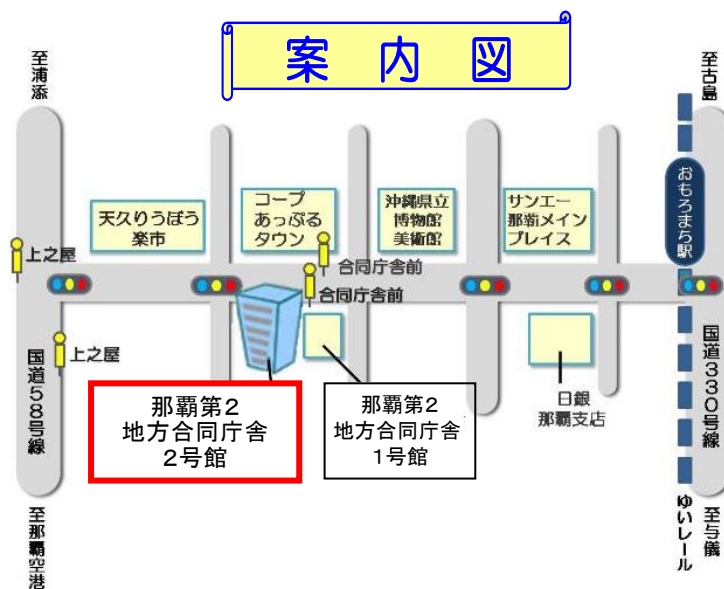 案内図
至浦添
至古島
おもろまち駅
天久りうぼう
楽市
コープ
あっぷる
タウン
沖縄県立
博物館
美術館
サンエー
那覇メイン
プレイス
上之屋
合同庁舎前
合同庁舎前
上之屋
国道58号線
国道330号線
那覇第2
地方合同庁舎
2号館
那覇第2
地方合同庁舎
1号館
日銀
那覇支店
至那覇空港
ゆいレール
至与儀